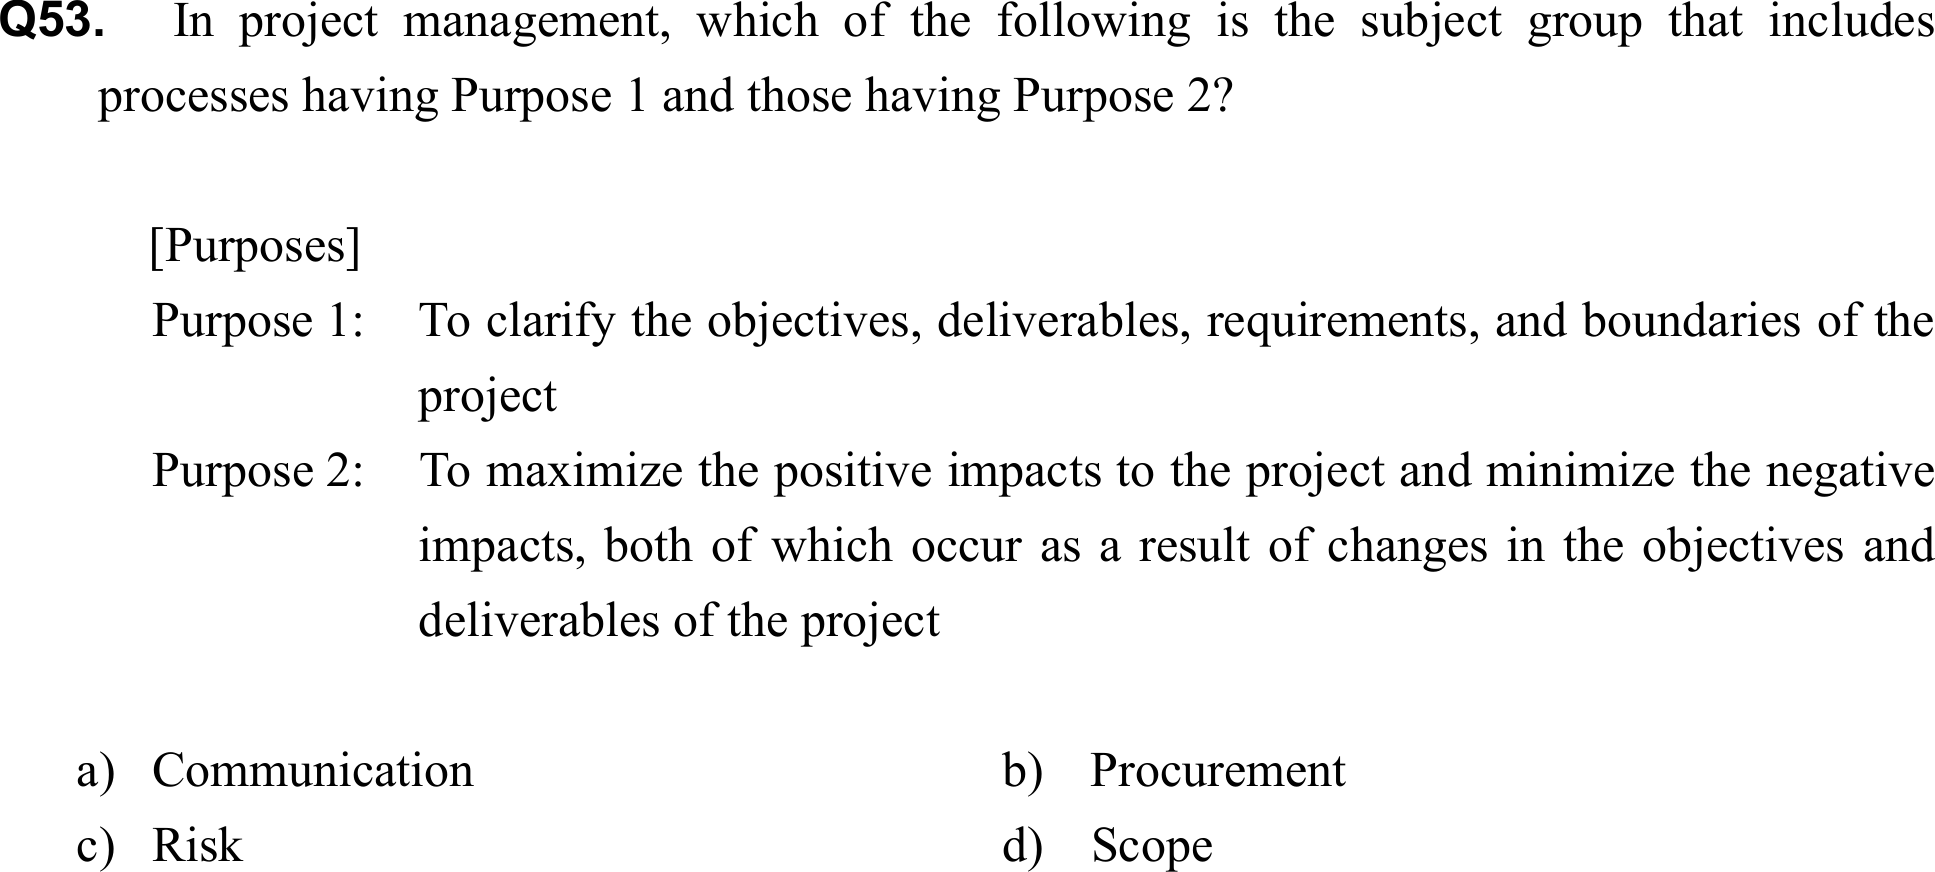 Q53. In project management, which of the following is the subject group that includes
processes having Purpose 1 and those having Purpose 2?
[Purposes]
Purpose 1: To clarify the objectives, deliverables, requirements, and boundaries of the
project
Purpose 2: To maximize the positive impacts to the project and minimize the negative
impacts, both of which occur as a result of changes in the objectives and
deliverables of the project
a) Communication b) Procurement
c) Risk d) Scope